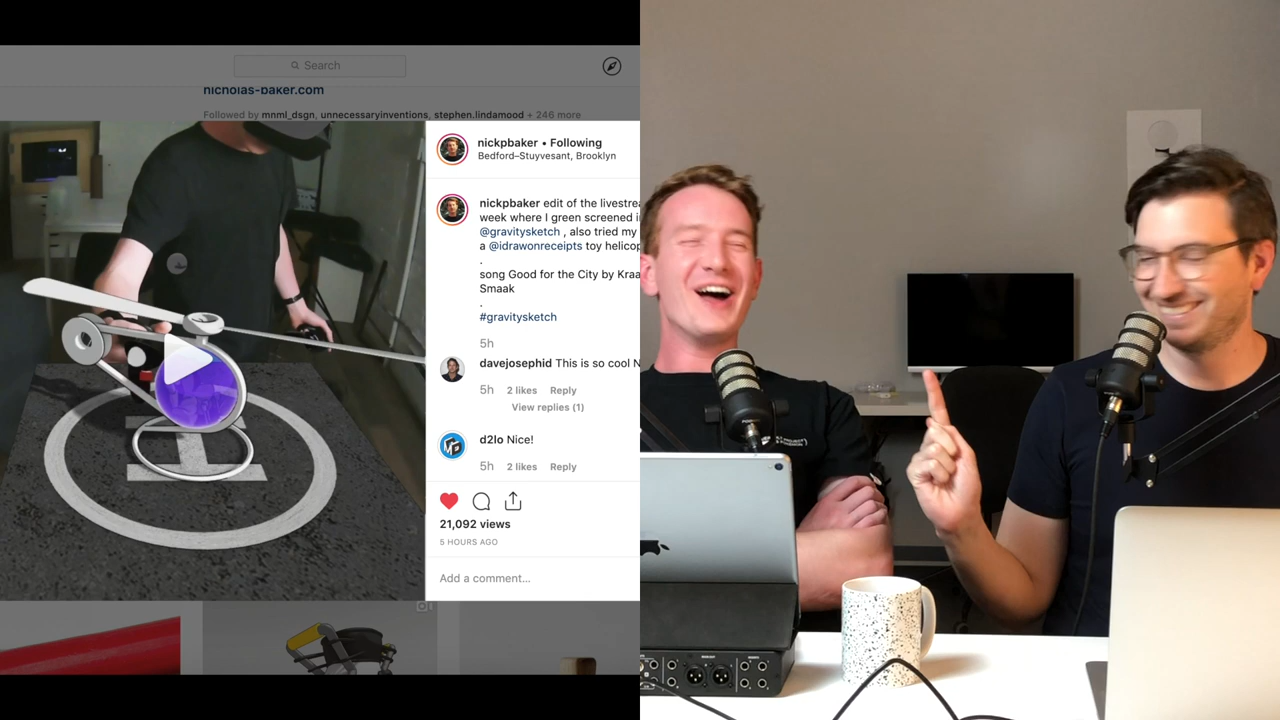 Search
nicholas-baker.com
Followed by mnml_dsgn, unnecessaryinventions, stephen.lindamood + 246 more
nickpbaker • Following
Bedford–Stuyvesant, Brooklyn
nickpbaker edit of the livestrea
week where I green screened i
@gravitysketch , also tried my
a @idrawonreceipts toy helicop
.
song Good for the City by Kraa
Smaak
.
#gravitysketch
5h
davejosephid This is so cool N
5h 2 likes Reply
View replies (1)
d2lo Nice!
5h 2 likes Reply
21,092 views
5 HOURS AGO
Add a comment...
H